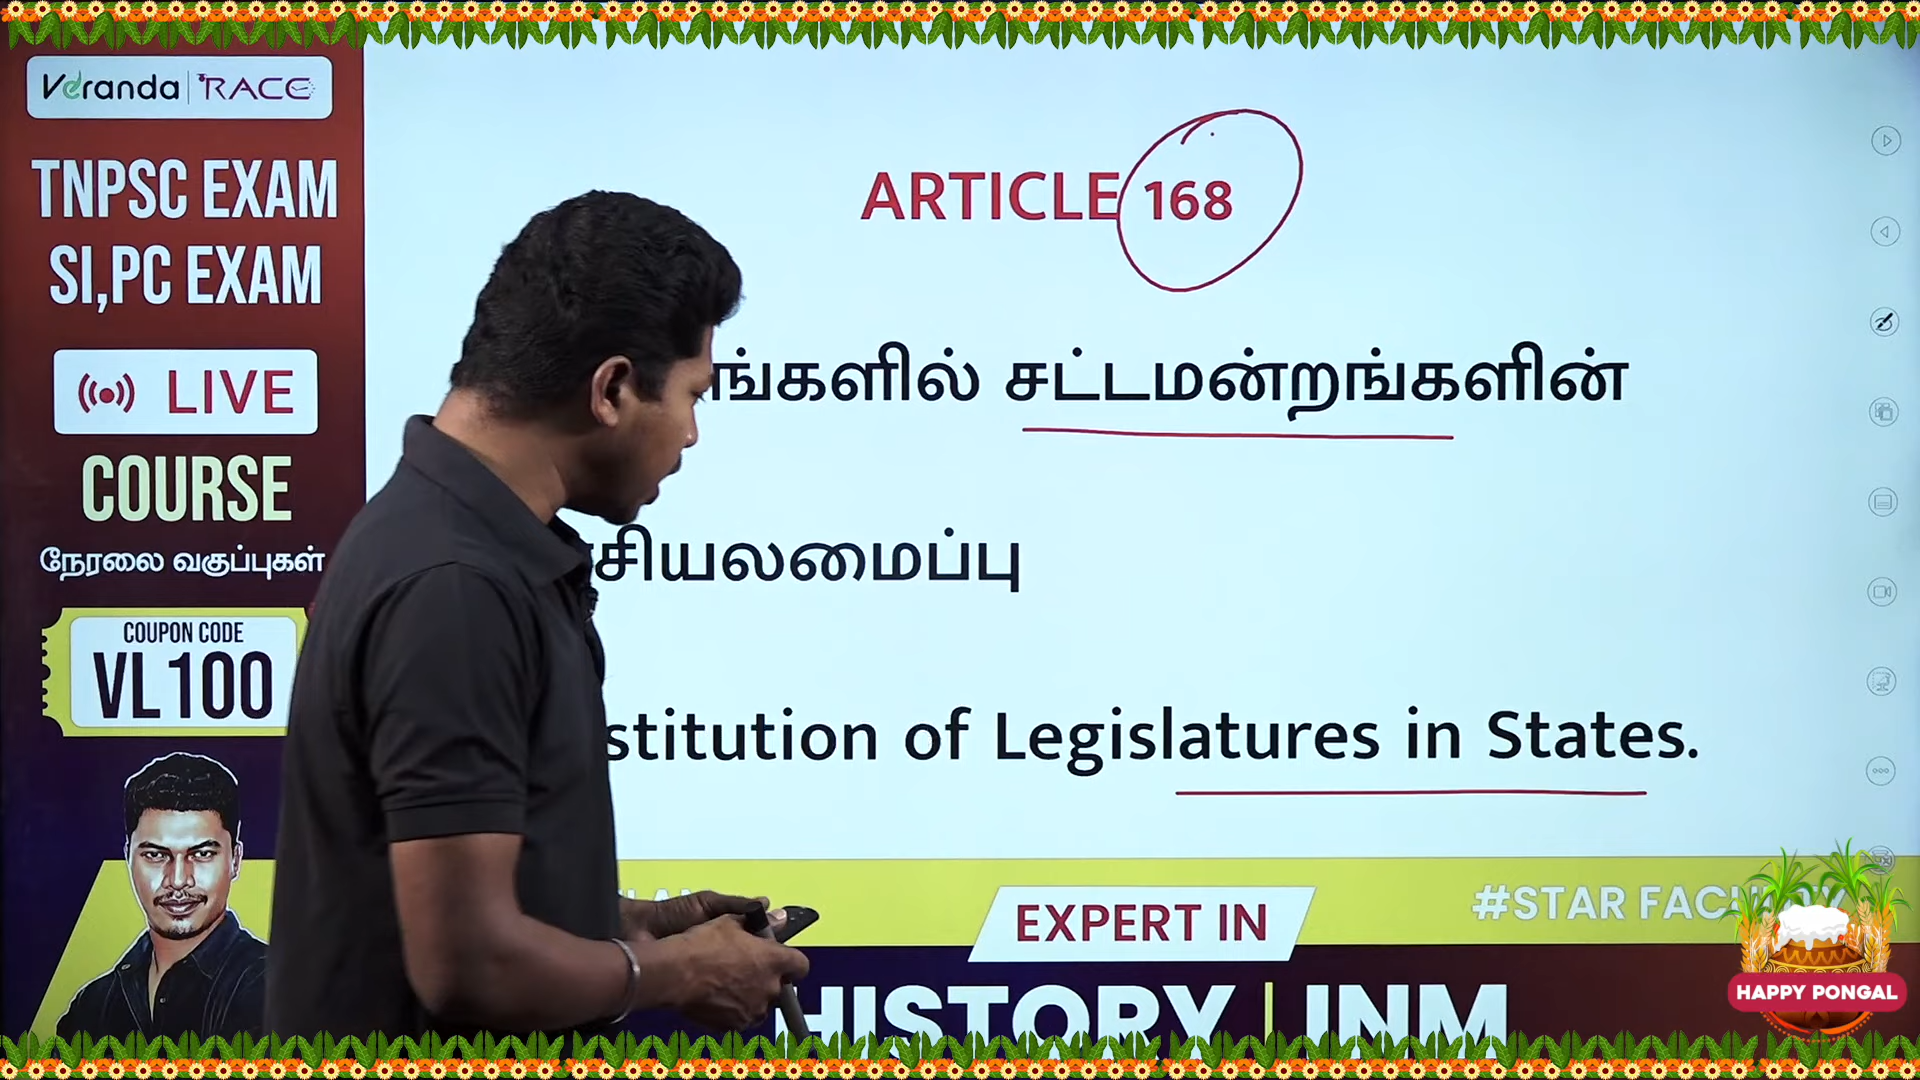 Veranda RACE
TNPSC EXAM
SI,PC EXAM
LIVE
COURSE
நேரலை வகுப்புகள்
COUPON CODE
VL100
ARTICLE 168
ங்களில் சட்டமன்றங்களின்
சியலமைப்பு
stitution of Legislatures in States.
EXPERT IN
#STAR
HISTORY | INM
HAPPY PONGAL